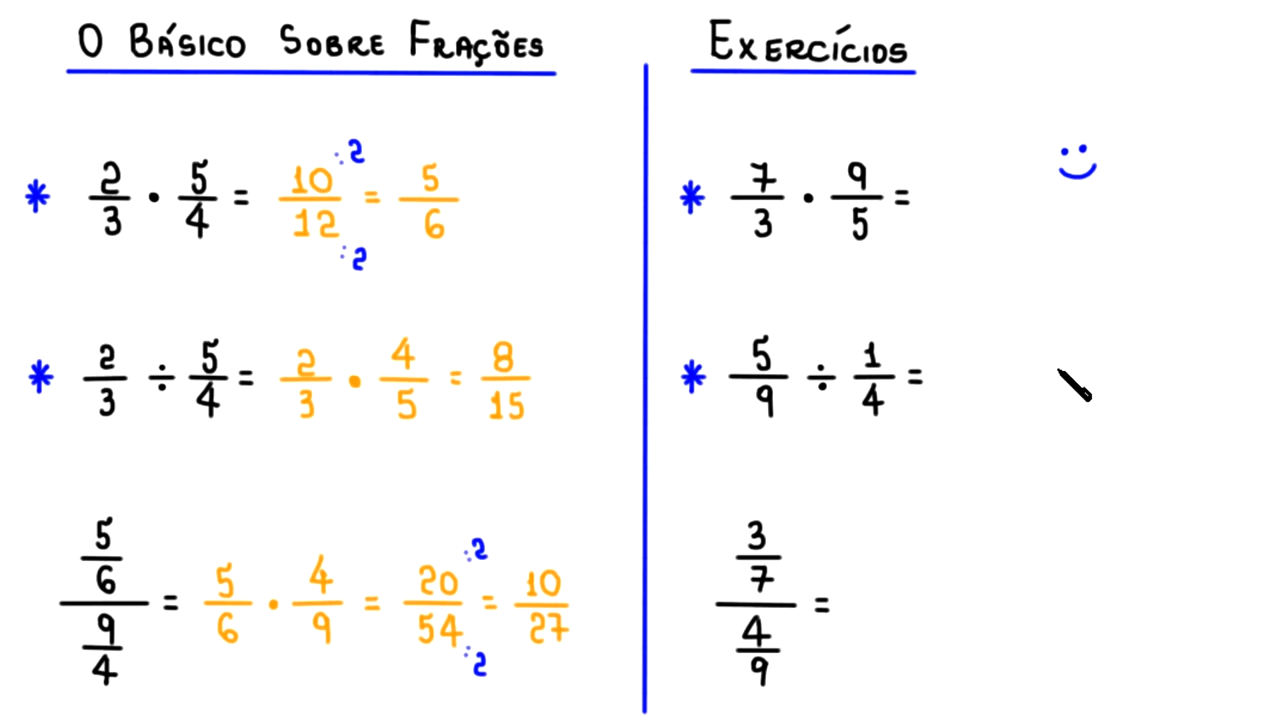 O BÁSICO SOBRE FRAÇÕES
* 2/3 · 5/4 = 10/12 :2 :2 = 5/6
* 2/3 ÷ 5/4 = 2/3 · 4/5 = 8/15
5/6 / 9/4 = 5/6 · 4/9 = 20/54 :2 :2 = 10/27
EXERCÍCIOS
* 7/3 · 9/5 =
* 5/9 ÷ 1/4 =
3/7 / 4/9 =